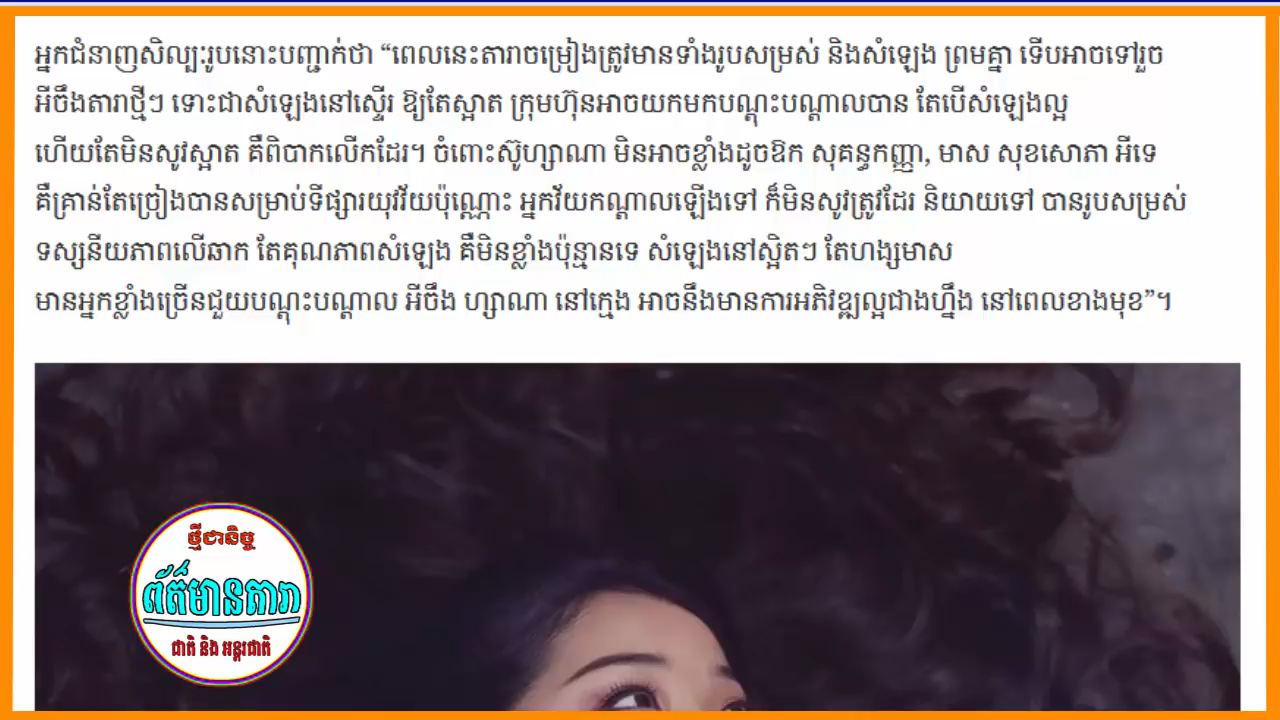 អ្នកជំនាញសិល្បៈរូបនោះបញ្ជាក់ថា “ពេលនេះតារាចម្រៀងត្រូវមានទាំងរូបសម្រស់ និងសំឡេង ព្រមគ្នា ទើបអាចទៅរួច
អីចឹងតារាថ្មីៗ ទោះជាសំឡេងនៅស្ទើរ ឱ្យតែស្អាត ក្រុមហ៊ុនអាចយកមកបណ្តុះបណ្តាលបាន តែបើសំឡេងល្អ
ហើយតែមិនសូវស្អាត គឺពិបាកលើកដែរ។ ចំពោះស៊ូហ្សាណា មិនអាចខ្លាំងដូចឱក សុគន្ធកញ្ញា, មាស សុខសោភា អីទេ
គឺគ្រាន់តែច្រៀងបានសម្រាប់ទីផ្សារយុវវ័យប៉ុណ្ណោះ អ្នកវ័យកណ្តាលឡើងទៅ ក៏មិនសូវត្រូវដែរ និយាយទៅ បានរូបសម្រស់
ទស្សនីយភាពលើឆាក តែគុណភាពសំឡេង គឺមិនខ្លាំងប៉ុន្មានទេ សំឡេងនៅស្អិតៗ តែហង្សមាស
មានអ្នកខ្លាំងច្រើនជួយបណ្តុះបណ្តាល អីចឹង ហ្សាណា នៅក្មេង អាចនឹងមានការអភិវឌ្ឍល្អជាងហ្នឹង នៅពេលខាងមុខ”។
ថ្មីជានិច្ច
ព័ត៌មានតារា
ជាតិ និង អន្តរជាតិ